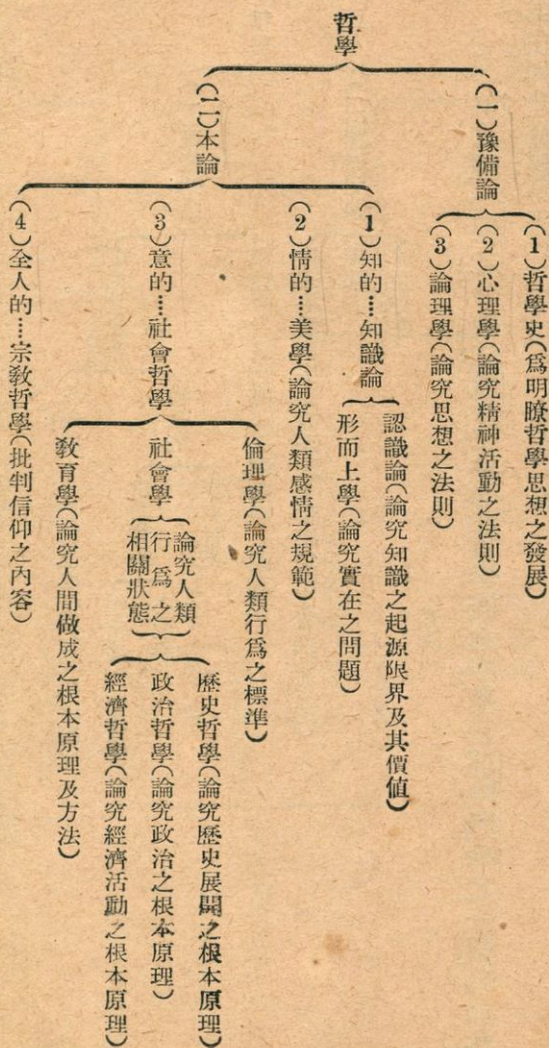 哲學
(一)豫備論
(1)哲學史(爲明瞭哲學思想之發展)
(2)心理學(論究精神活動之法則)
(3)論理學(論究思想之法則)
(二)本論
(1)知的……知識論
認識論(論究知識之起源限界及其價值)
形而上學(論究實在之問題)
(2)情的……美學(論究人類感情之規範)
(3)意的……社會哲學
倫理學(論究人類行爲之標準)
社會學
論究人類
行爲之
相關狀態
歷史哲學(論究歷史展開之根本原理)
政治哲學(論究政治之根本原理)
經濟哲學(論究經濟活動之根本原理)
教育學(論究人間做成之根本原理及方法)
(4)全人的……宗教哲學(批判信仰之內容)